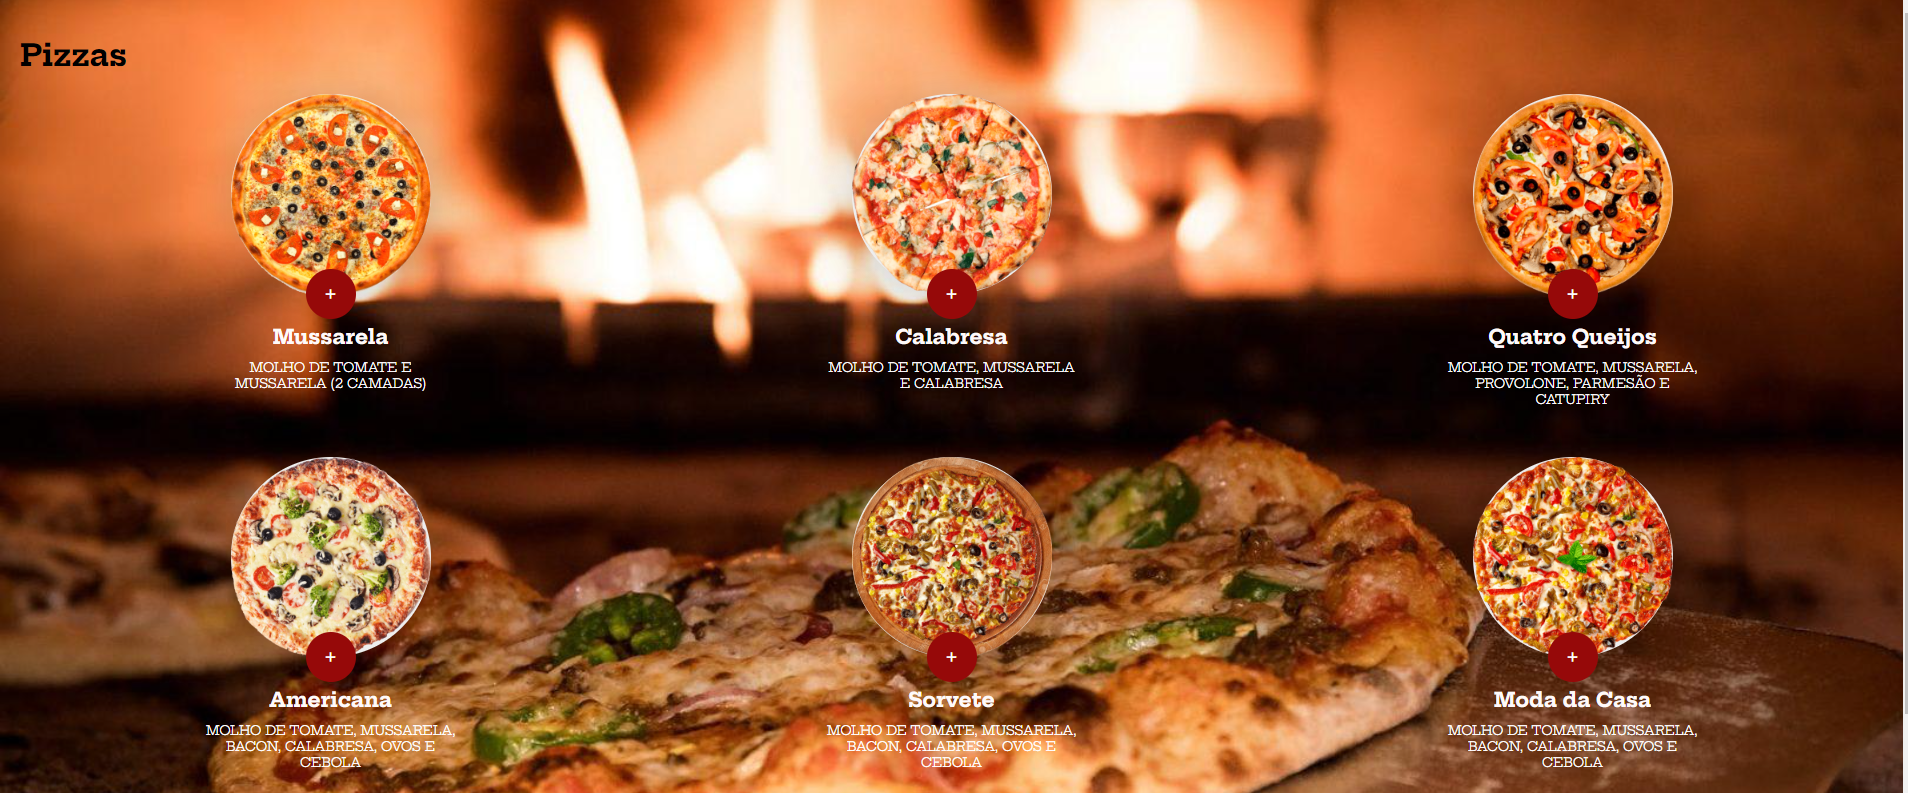 Pizzas
+
+
+
Mussarela
MOLHO DE TOMATE E
MUSSARELA (2 CAMADAS)
Calabresa
MOLHO DE TOMATE, MUSSARELA
E CALABRESA
Quatro Queijos
MOLHO DE TOMATE, MUSSARELA,
PROVOLONE, PARMESÃO E
CATUPIRY
+
+
+
Americana
MOLHO DE TOMATE, MUSSARELA,
BACON, CALABRESA, OVOS E
CEBOLA
Sorvete
MOLHO DE TOMATE, MUSSARELA,
BACON, CALABRESA, OVOS E
CEBOLA
Moda da Casa
MOLHO DE TOMATE, MUSSARELA,
BACON, CALABRESA, OVOS E
CEBOLA